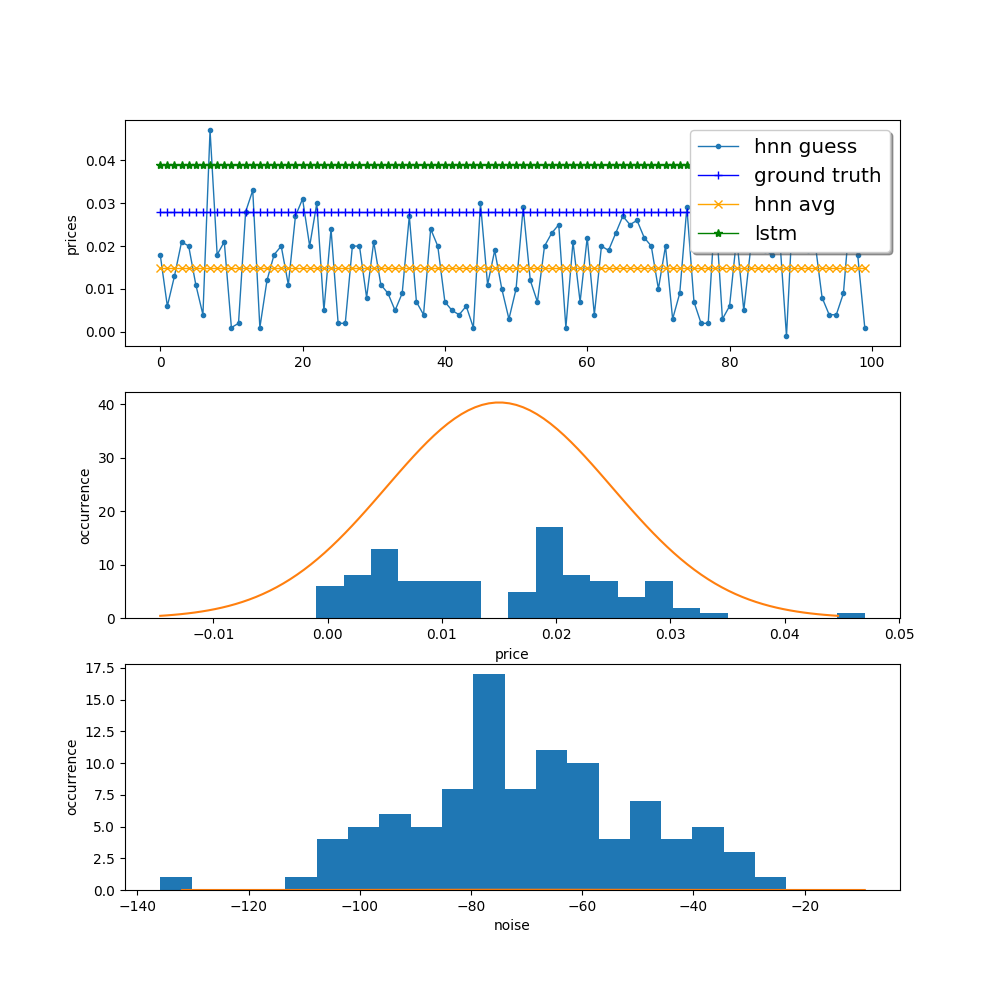 prices
0.04
0.03
0.02
0.01
0.00
hnn guess
ground truth
hnn avg
lstm
0 20 40 60 80 100
occurrence
40
30
20
10
0
−0.01 0.00 0.01 0.02 0.03 0.04 0.05
price
occurrence
17.5
15.0
12.5
10.0
7.5
5.0
2.5
0.0
−140 −120 −100 −80 −60 −40 −20
noise